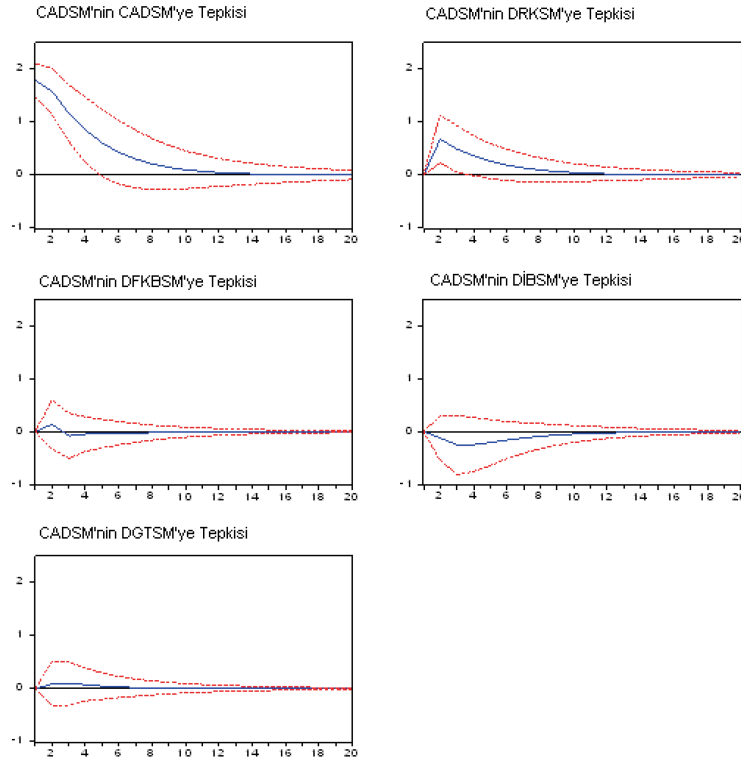 CADSM'nin CADSM'ye Tepkisi
2
1
0
-1
2 4 6 8 10 12 14 16 18 20
CADSM'nin DRKSM'ye Tepkisi
2
1
0
-1
2 4 6 8 10 12 14 16 18 20
CADSM'nin DFKBSM'ye Tepkisi
2
1
0
-1
2 4 6 8 10 12 14 16 18 20
CADSM'nin DİBSM'ye Tepkisi
2
1
0
-1
2 4 6 8 10 12 14 16 18 20
CADSM'nin DGTSM'ye Tepkisi
2
1
0
-1
2 4 6 8 10 12 14 16 18 20